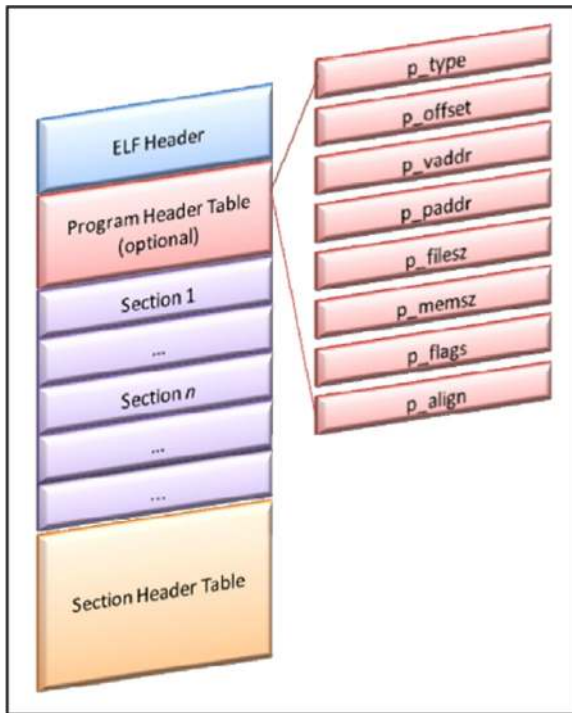 ELF Header
Program Header Table
(optional)
Section 1
...
Section n
...
...
Section Header Table
p_type
p_offset
p_vaddr
p_paddr
p_filesz
p_memsz
p_flags
p_align